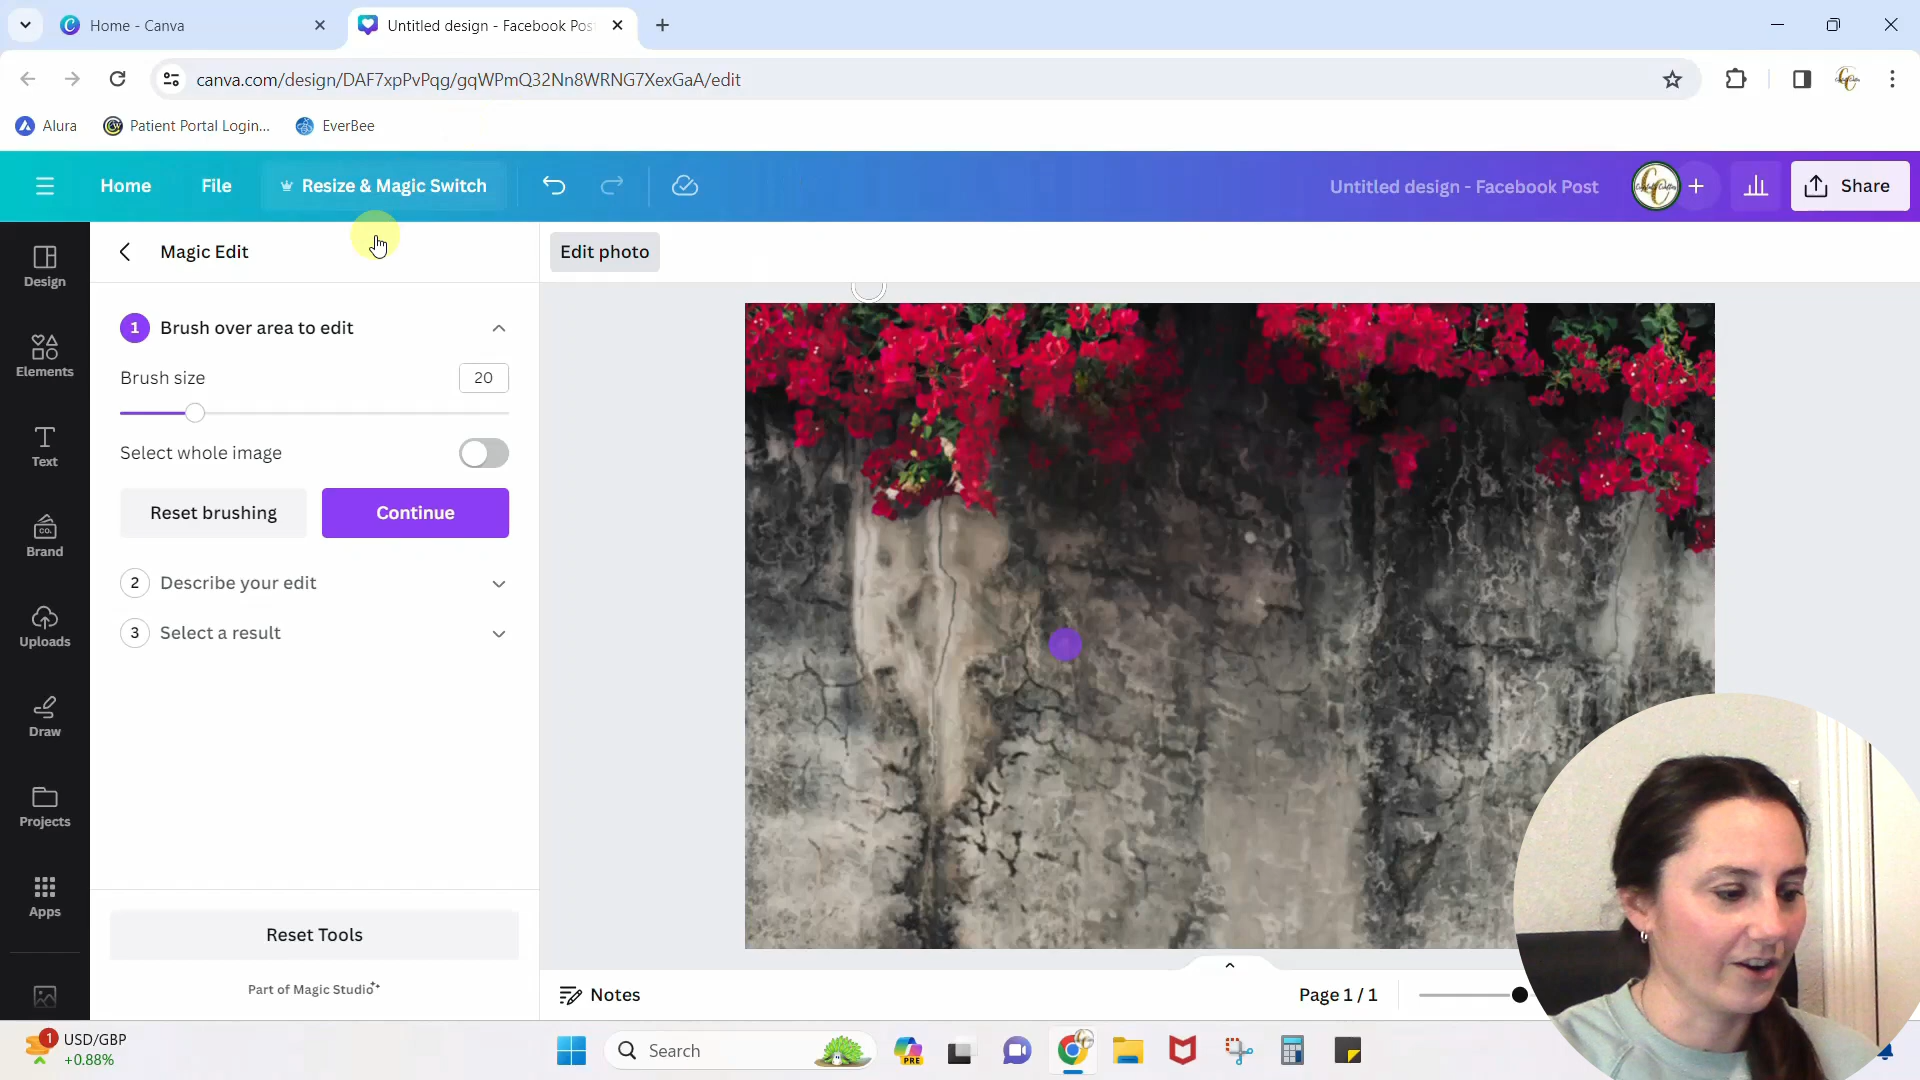 Home - Canva
Untitled design - Facebook Pos
canva.com/design/DAF7xpPvPqg/gqWPmQ32Nn8WRNG7XexGaA/edit
Alura
Patient Portal Login...
EverBee
Home
File
Resize & Magic Switch
Untitled design - Facebook Post
Share
Design
Elements
Text
Brand
Uploads
Draw
Projects
Apps
Magic Edit
1 Brush over area to edit
Brush size
20
Select whole image
Reset brushing
Continue
2 Describe your edit
3 Select a result
Reset Tools
Part of Magic Studio
Edit photo
Notes
Page 1 / 1
1
USD/GBP
+0.88%
Search
PRE